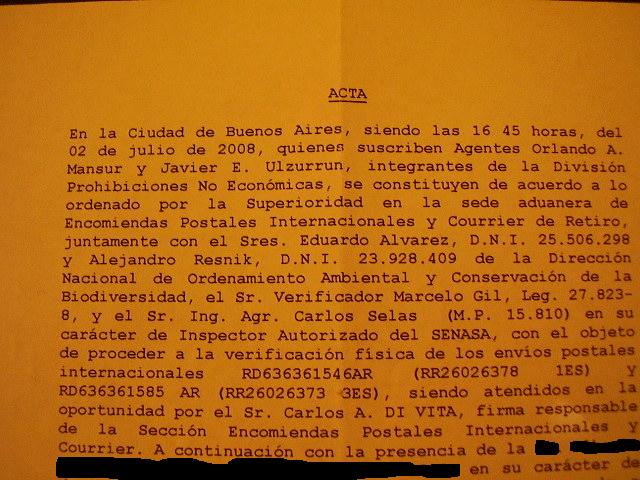 ACTA
En la Ciudad de Buenos Aires, siendo las 16 45 horas, del
02 de julio de 2008, quienes suscriben Agentes Orlando A.
Mansur y Javier E. Ulzurrun, integrantes de la División
Prohibiciones No Económicas, se constituyen de acuerdo a lo
ordenado por la Superioridad en la sede aduanera de
Encomiendas Postales Internacionales y Courrier de Retiro,
juntamente con el Sres. Eduardo Alvarez, D.N.I. 25.506.298
y Alejandro Resnik, D.N.I. 23.928.409 de la Dirección
Nacional de Ordenamiento Ambiental y Conservación de la
Biodiversidad, el Sr. Verificador Marcelo Gil, Leg. 27.823-
8, y el Sr. Ing. Agr. Carlos Selas (M.P. 15.810) en su
carácter de Inspector Autorizado del SENASA, con el objeto
de proceder a la verificación física de los envíos postales
internacionales RD636361546AR (RR26026378 1ES) y
RD636361585 AR (RR26026373 3ES), siendo atendidos en la
oportunidad por el Sr. Carlos A. DI VITA, firma responsable
de la Sección Encomiendas Postales Internacionales y
Courrier. A continuación con la presencia de la
en su carácter de